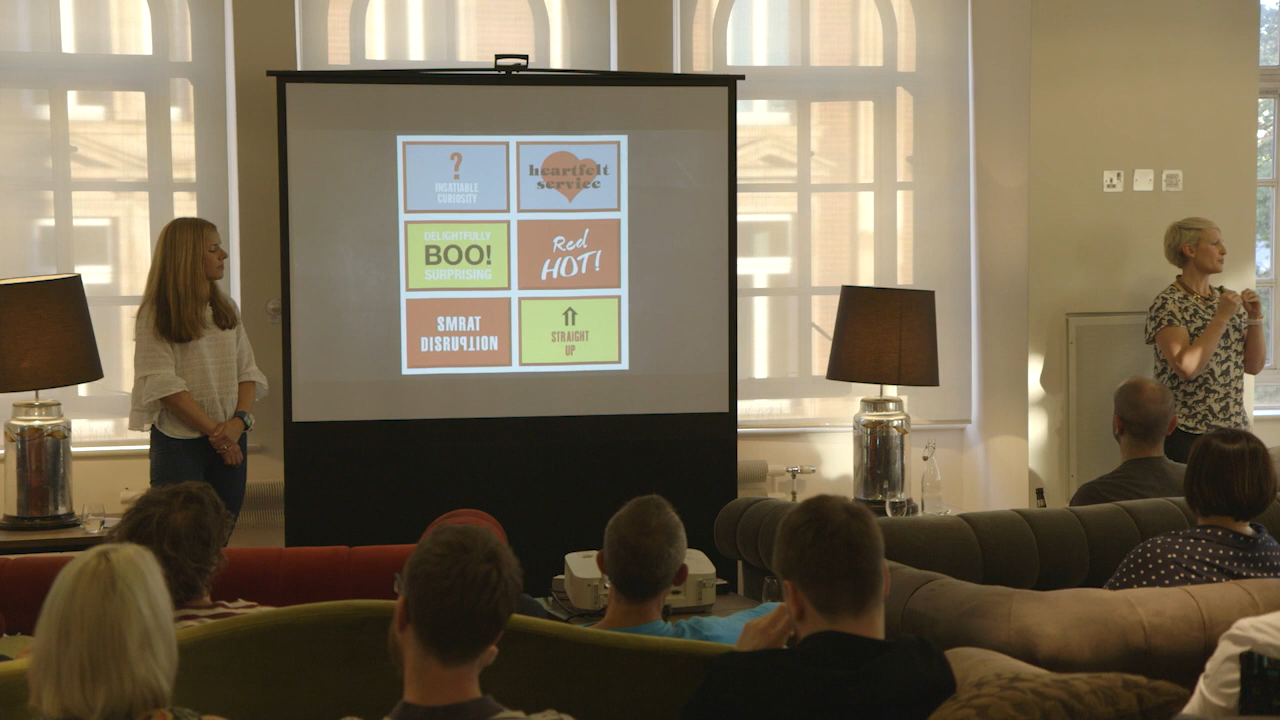 ?
INSATIABLE
CURIOSITY
heartfelt
service
DELIGHTFULLY
BOO!
SURPRISING
Red
HOT!
SMRAT
DISRUPTION
STRAIGHT
UP